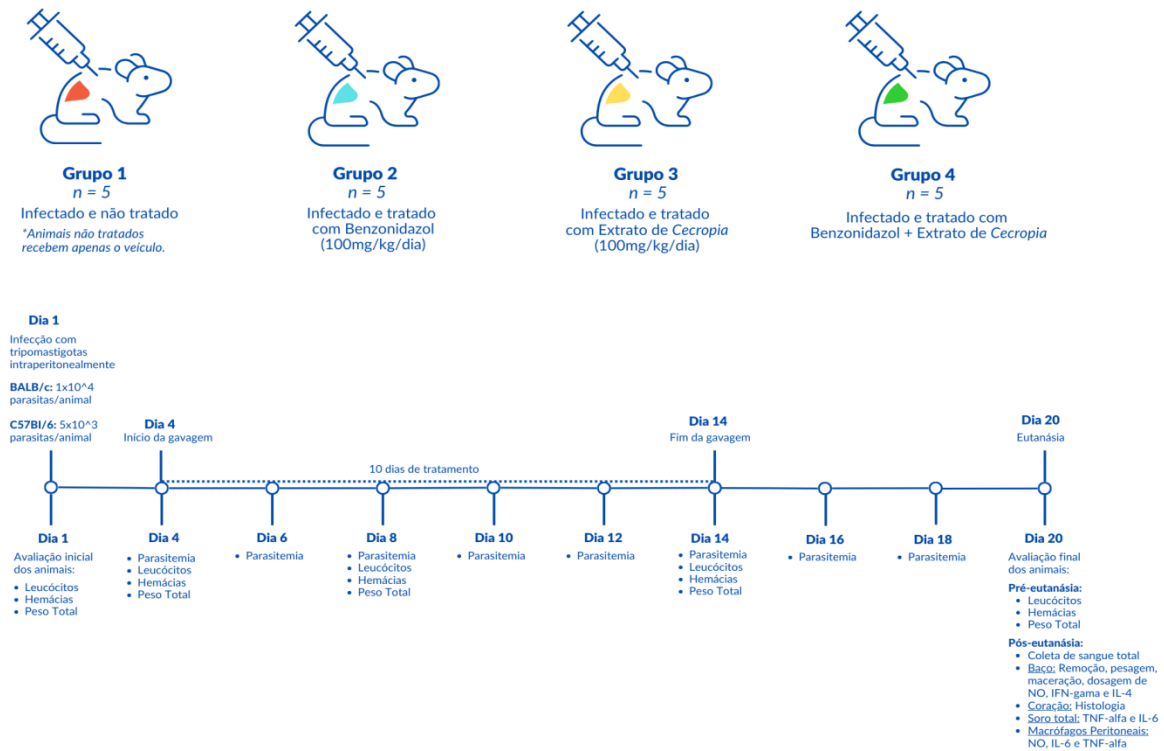 Grupo 1
n = 5
Infectado e não tratado
*Animais não tratados
recebem apenas o veículo.
Grupo 2
n = 5
Infectado e tratado
com Benzonidazol
(100mg/kg/dia)
Grupo 3
n = 5
Infectado e tratado
com Extrato de Cecropia
(100mg/kg/dia)
Grupo 4
n = 5
Infectado e tratado com
Benzonidazol + Extrato de Cecropia
Dia 1
Infecção com
tripomastigotas
intraperitonealmente
BALB/c: 1x10^4
parasitas/animal
C57Bl/6: 5x10^3
parasitas/animal
Dia 4
Início da gavagem
10 dias de tratamento
Dia 14
Fim da gavagem
Dia 20
Eutanásia
Dia 1
Avaliação inicial
dos animais:
• Leucócitos
• Hemácias
• Peso Total
Dia 4
• Parasitemia
• Leucócitos
• Hemácias
• Peso Total
Dia 6
• Parasitemia
Dia 8
• Parasitemia
• Leucócitos
• Hemácias
• Peso Total
Dia 10
• Parasitemia
Dia 12
• Parasitemia
Dia 14
• Parasitemia
• Leucócitos
• Hemácias
• Peso Total
Dia 16
• Parasitemia
Dia 18
• Parasitemia
Dia 20
Avaliação final
dos animais:
Pré-eutanásia:
• Leucócitos
• Hemácias
• Peso Total
Pós-eutanásia:
• Coleta de sangue total
• Baço: Remoção, pesagem,
maceração, dosagem de
NO, IFN-gama e IL-4
• Coração: Histologia
• Soro total: TNF-alfa e IL-6
• Macrófagos Peritoneais:
NO, IL-6 e TNF-alfa